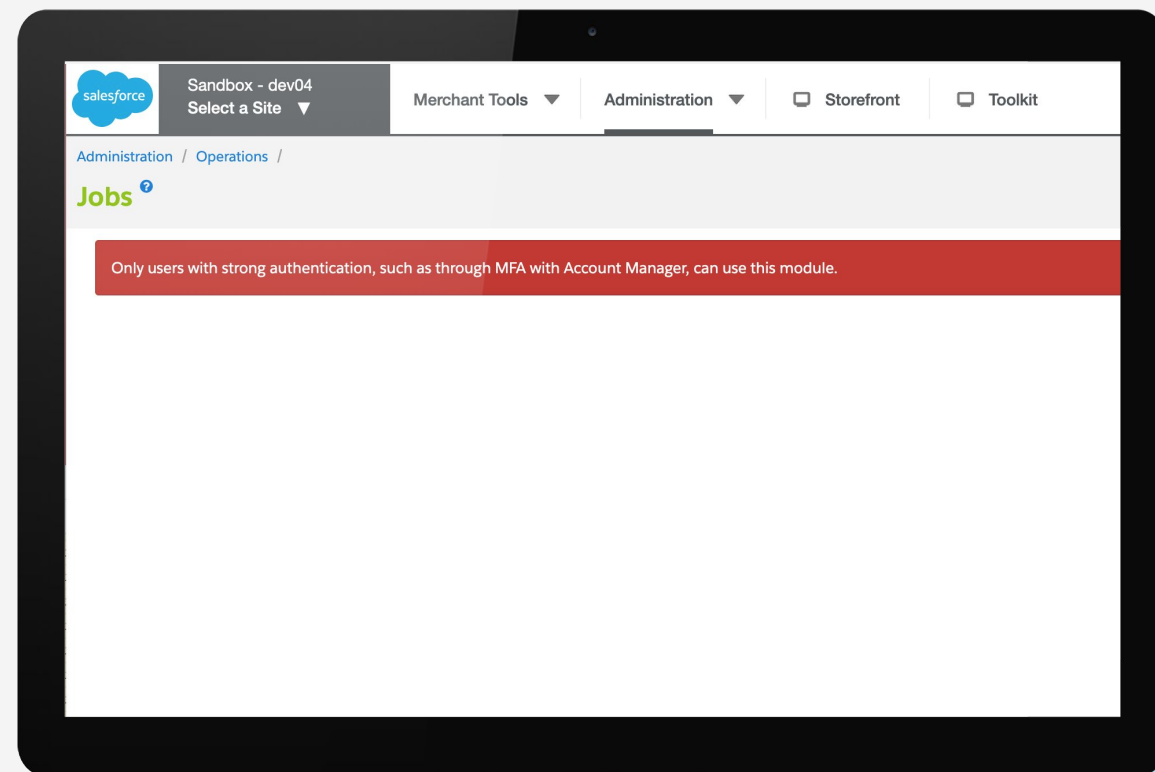 salesforce
Sandbox - dev04
Select a Site ▼
Merchant Tools ▼
Administration ▼
Storefront
Toolkit
Administration / Operations /
Jobs ?
Only users with strong authentication, such as through MFA with Account Manager, can use this module.